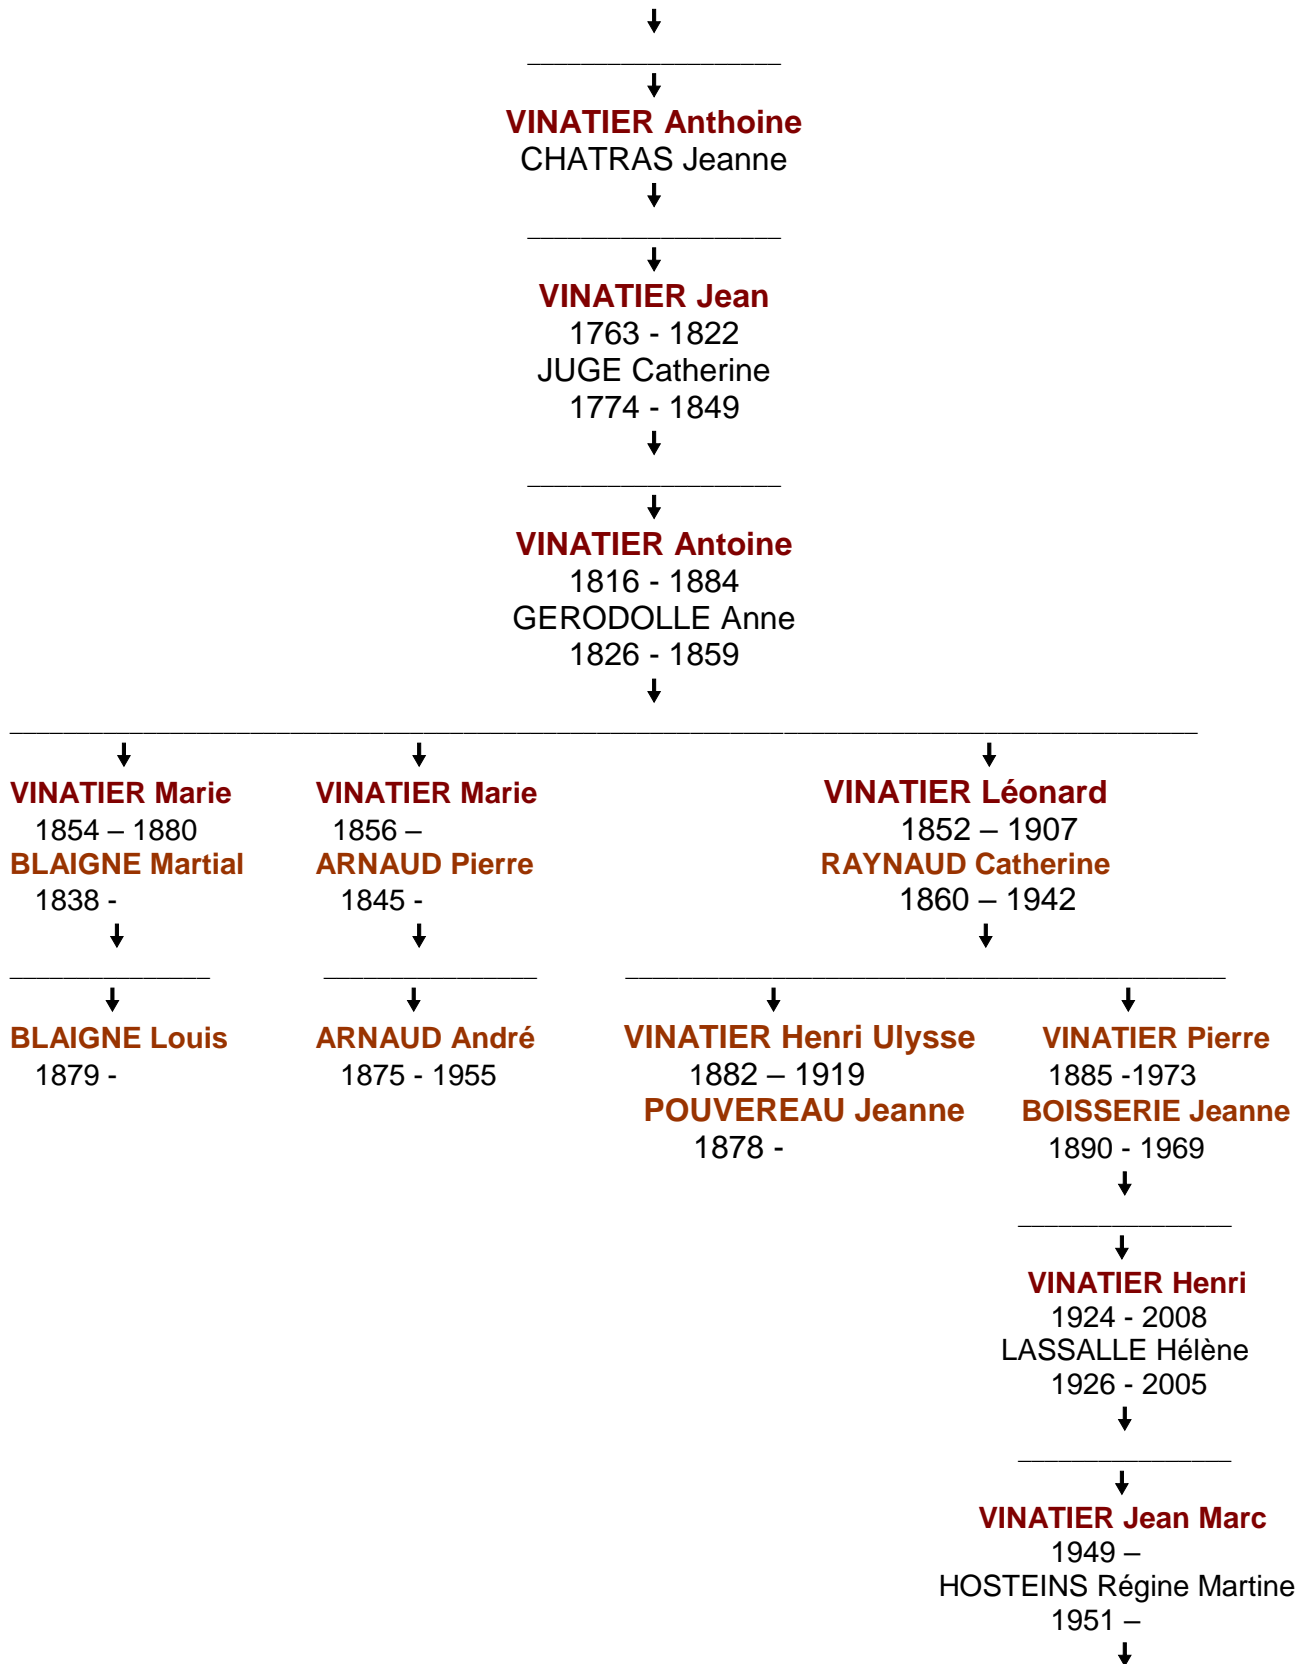 VINATIER Anthoine
CHATRAS Jeanne
VINATIER Jean
1763 - 1822
JUGE Catherine
1774 - 1849
VINATIER Antoine
1816 - 1884
GERODOLLE Anne
1826 - 1859
VINATIER Marie VINATIER Marie VINATIER Léonard
1854 – 1880 1856 – 1852 – 1907
BLAIGNE Martial ARNAUD Pierre RAYNAUD Catherine
1838 - 1845 - 1860 – 1942
BLAIGNE Louis ARNAUD André VINATIER Henri Ulysse VINATIER Pierre
1879 - 1875 - 1955 1882 – 1919 1885 -1973
POUVEREAU Jeanne BOISSERIE Jeanne
1878 - 1890 - 1969
VINATIER Henri
1924 - 2008
LASSALLE Hélène
1926 - 2005
VINATIER Jean Marc
1949 –
HOSTEINS Régine Martine
1951 –